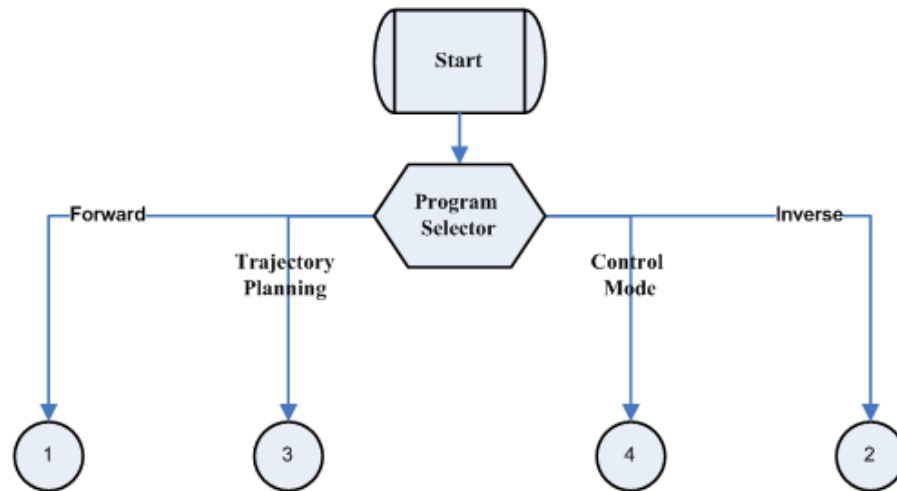 Start
Program
Selector
Forward
Inverse
Trajectory
Planning
Control
Mode
1
3
4
2